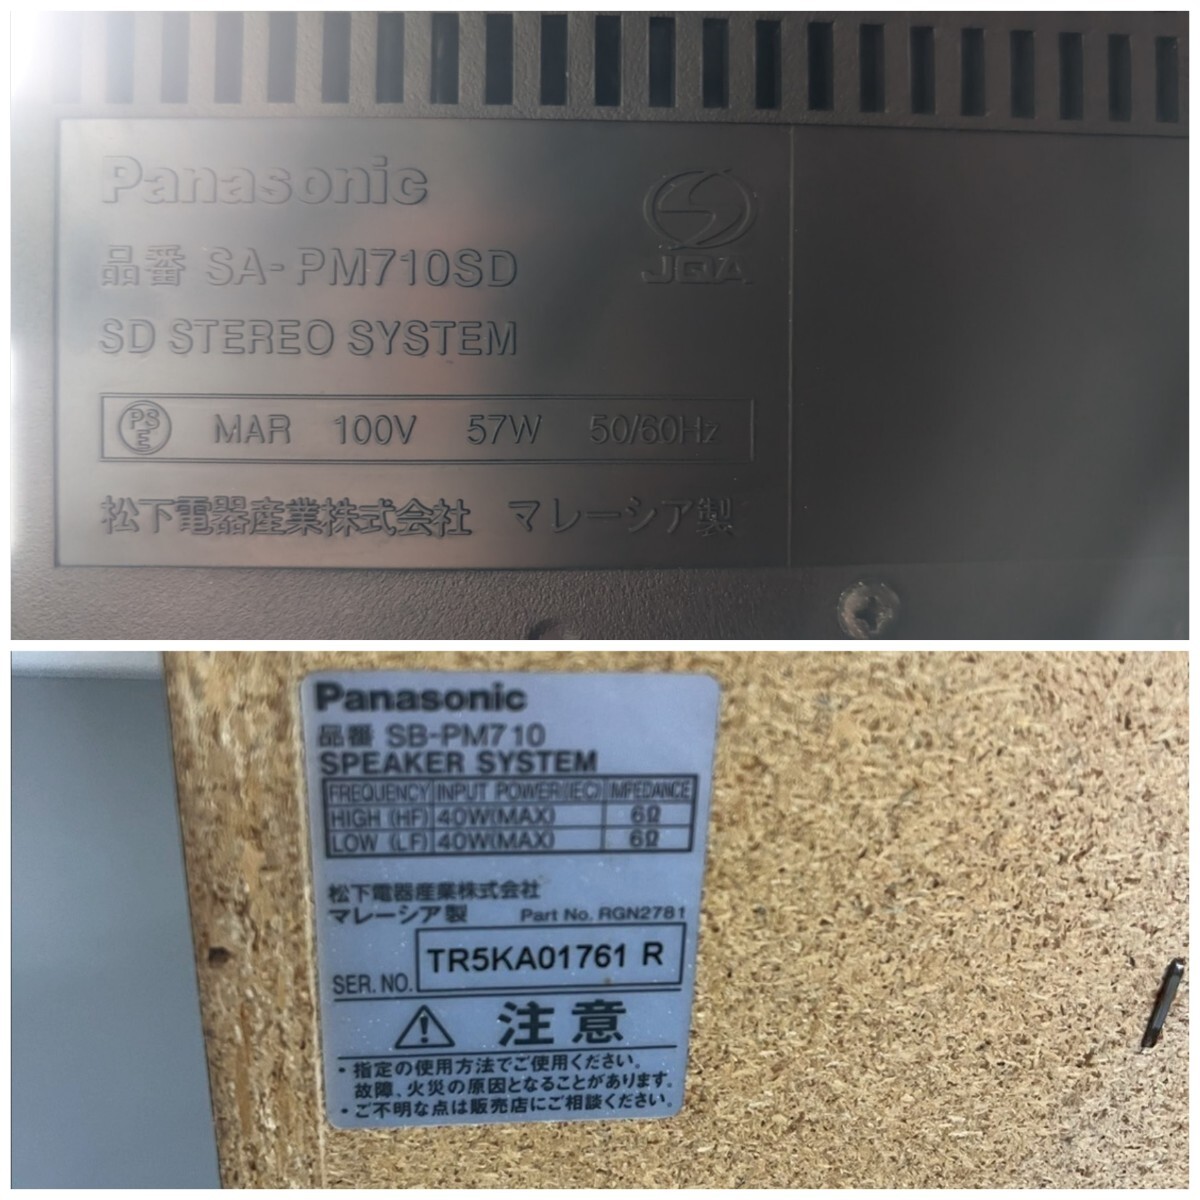 Panasonic
品番 SA-PM710SD
JQA
SD STEREO SYSTEM
PSE MAR 100V 57W 50/60Hz
松下電器産業株式会社 マレーシア製
Panasonic
品番 SB-PM710
SPEAKER SYSTEM
FREQUENCY INPUT POWER(IEC) IMPEDANCE
HIGH (HF) 40W(MAX) 6Ω
LOW (LF) 40W(MAX) 6Ω
松下電器産業株式会社
マレーシア製 Part No. RGN2781
SER. NO. TR5KA01761 R
注意
・指定の使用方法でご使用ください。
故障、火災の原因となることがあります。
・ご不明な点は販売店にご相談ください。